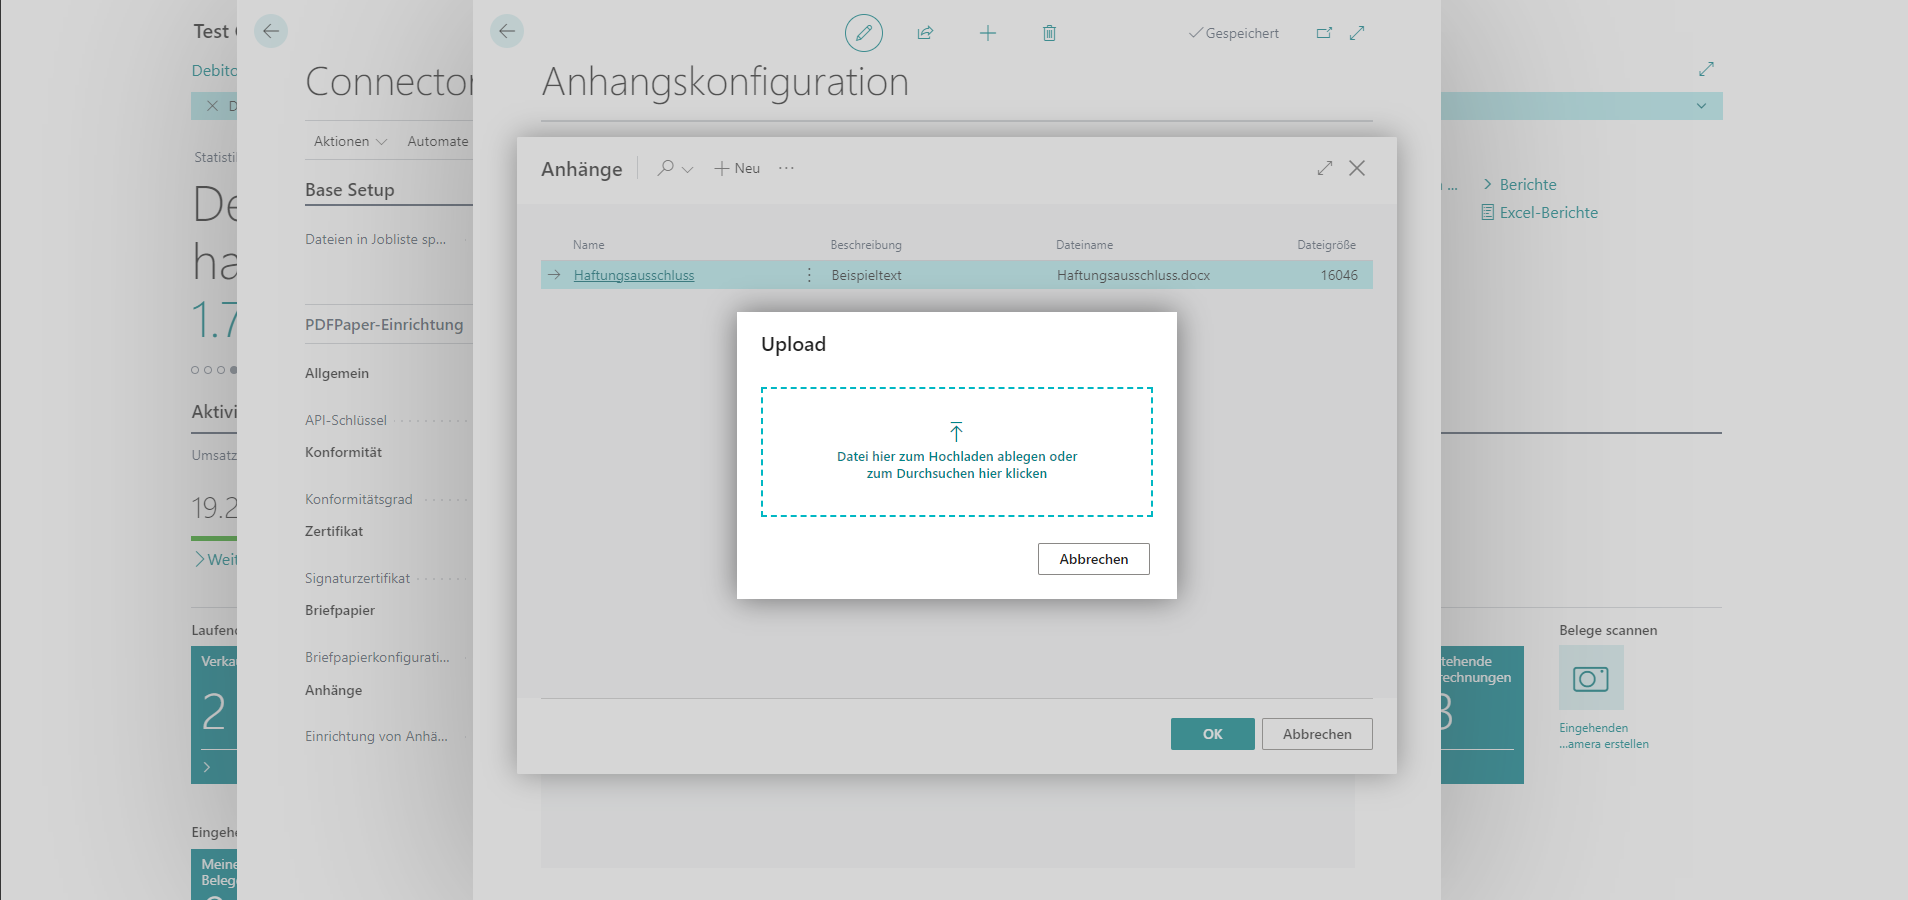 Test
Debito
D
Statisti
De
ha
1.7
Aktivi
Umsatz
19.2
Weit
Laufend
Verka
2
Eingehe
Meine
Beleg
Connector
Aktionen
Automate
Base Setup
Dateien in Jobliste sp...
PDFPaper-Einrichtung
Allgemein
API-Schlüssel
Konformität
Konformitätsgrad
Zertifikat
Signaturzertifikat
Briefpapier
Briefpapierkonfigurati...
Anhänge
Einrichtung von Anhä...
Gespeichert
Anhangskonfiguration
Anhänge
Neu
Name Beschreibung Dateiname Dateigröße
Haftungsausschluss Beispieltext Haftungsausschluss.docx 16046
Upload
Datei hier zum Hochladen ablegen oder
zum Durchsuchen hier klicken
Abbrechen
OK
Abbrechen
...
Berichte
Excel-Berichte
tehende
rechnungen
Belege scannen
Eingehenden
...amera erstellen